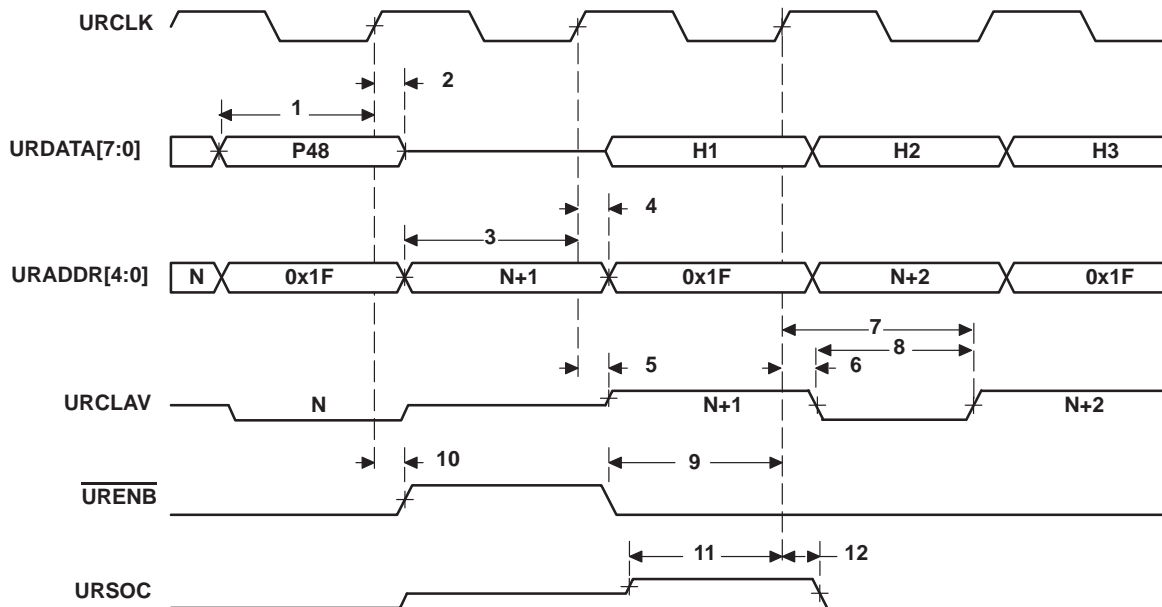 URCLK
2
1
URDATA[7:0] P48 H1 H2 H3
4
3
URADDR[4:0] N 0x1F N+1 0x1F N+2 0x1F
7
8
5 6
URCLAV N N+1 N+2
10 9
URENB
11 12
URSOC